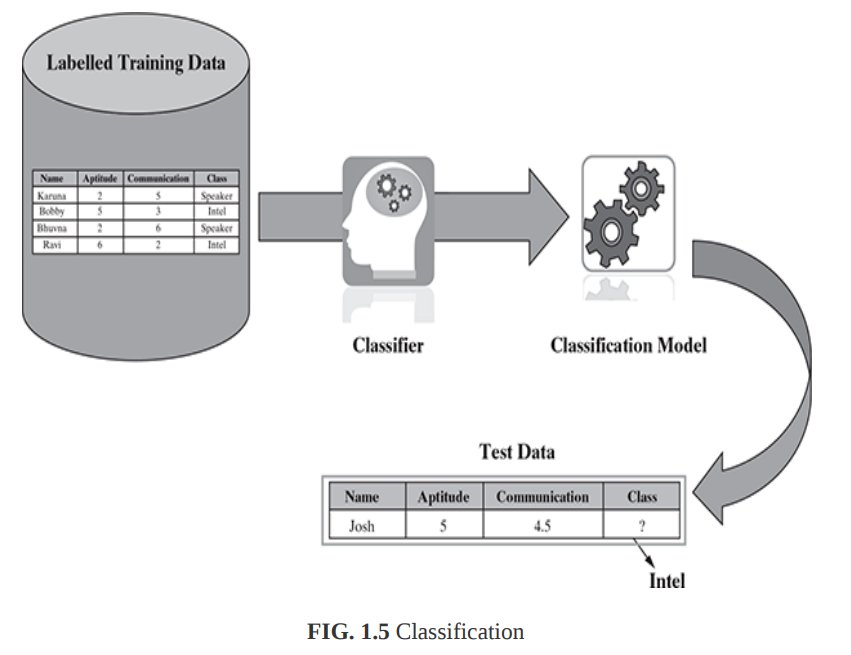 Labelled Training Data
Name Aptitude Communication Class
Karuna 2 5 Speaker
Bobby 5 3 Intel
Bhuvna 2 6 Speaker
Ravi 6 2 Intel
Classifier
Classification Model
Test Data
Name Aptitude Communication Class
Josh 5 4.5 ?
Intel
FIG. 1.5 Classification